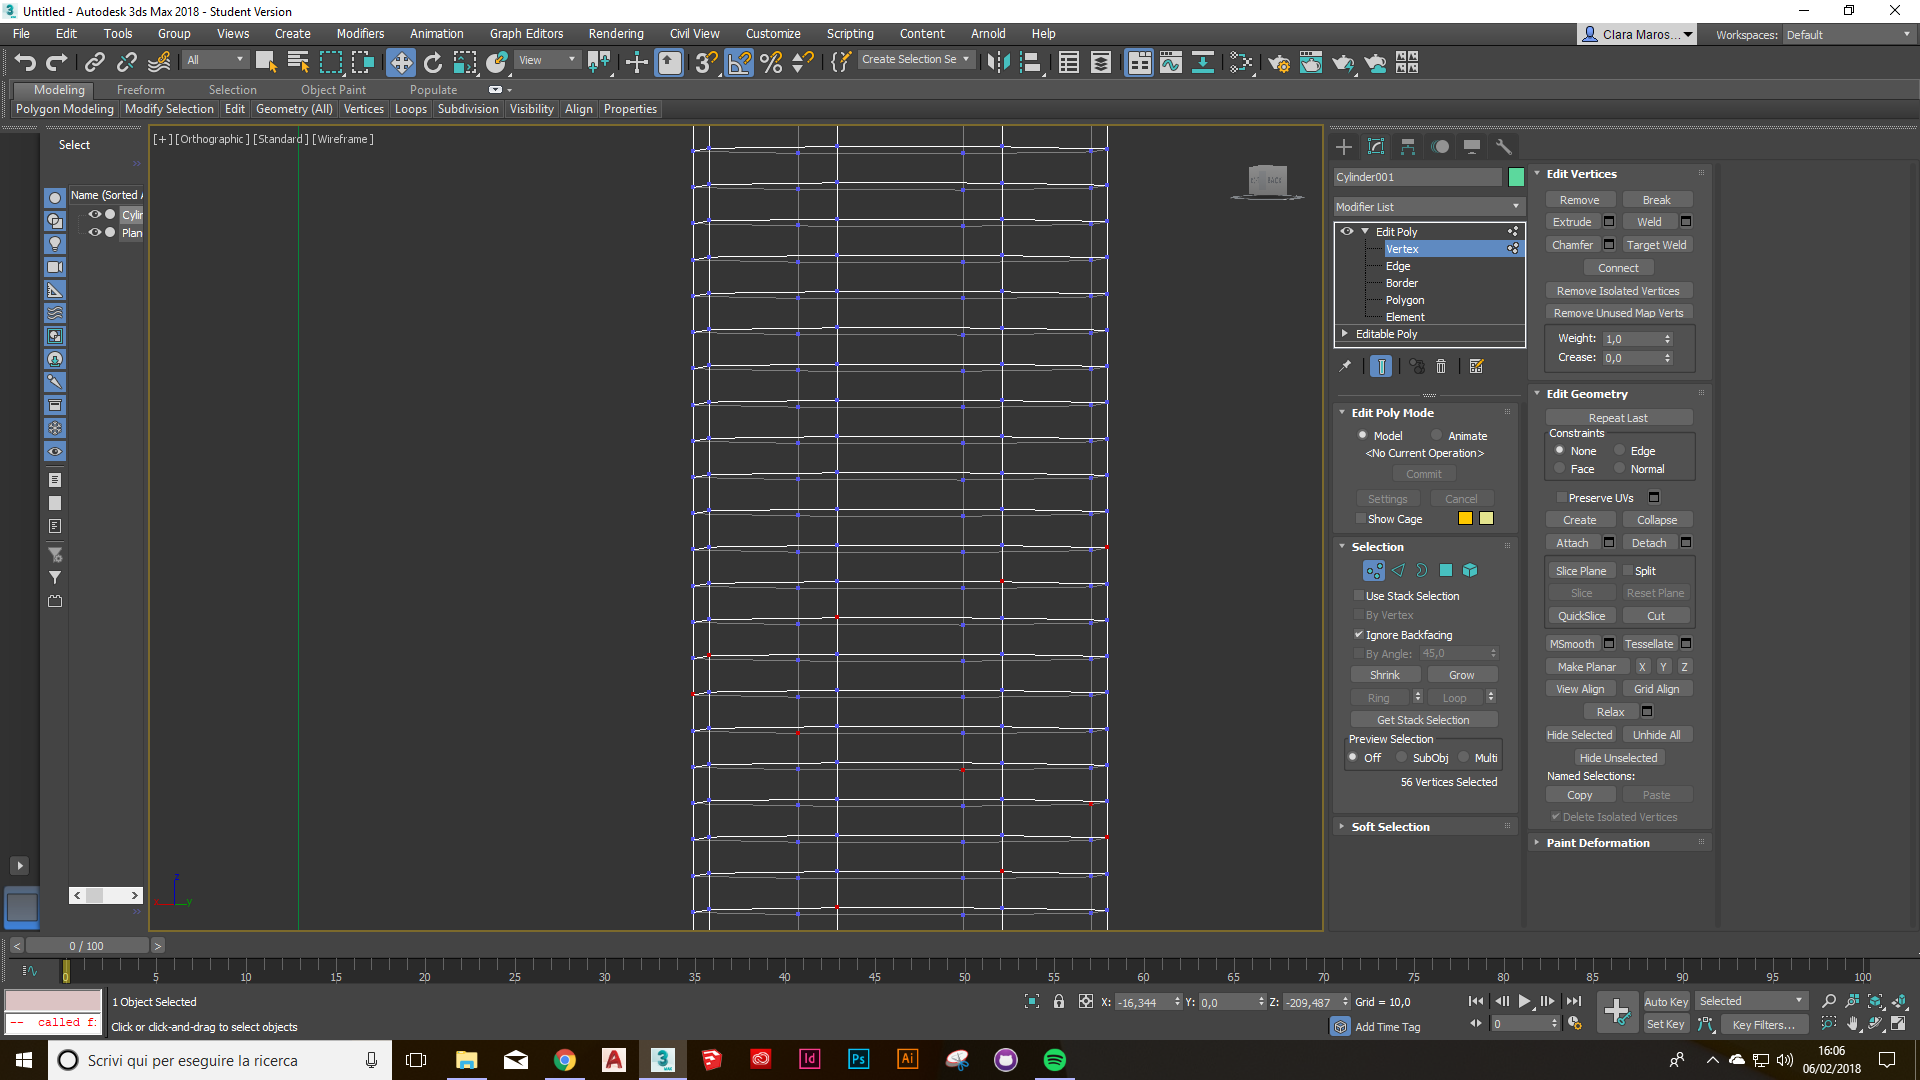 Untitled - Autodesk 3ds Max 2018 - Student Version
File Edit Tools Group Views Create Modifiers Animation Graph Editors Rendering Civil View Customize Scripting Content Arnold Help
Clara Maros...
Workspaces: Default
All
View
Create Selection Se
Modeling Freeform Selection Object Paint Populate
Polygon Modeling Modify Selection Edit Geometry (All) Vertices Loops Subdivision Visibility Align Properties
Select
Name (Sorted A
Cylin
Plan
[+] [Orthographic] [Standard] [Wireframe]
BACK
z
y
Cylinder001
Modifier List
Edit Poly
Vertex
Edge
Border
Polygon
Element
Editable Poly
Edit Poly Mode
Model Animate
<No Current Operation>
Commit
Settings Cancel
Show Cage
Selection
Use Stack Selection
By Vertex
Ignore Backfacing
By Angle: 45,0
Shrink Grow
Ring Loop
Get Stack Selection
Preview Selection
Off SubObj Multi
56 Vertices Selected
Soft Selection
Edit Vertices
Remove Break
Extrude Weld
Chamfer Target Weld
Connect
Remove Isolated Vertices
Remove Unused Map Verts
Weight: 1,0
Crease: 0,0
Edit Geometry
Repeat Last
Constraints
None Edge
Face Normal
Preserve UVs
Create Collapse
Attach Detach
Slice Plane Split
Slice Reset Plane
QuickSlice Cut
MSmooth Tessellate
Make Planar X Y Z
View Align Grid Align
Relax
Hide Selected Unhide All
Hide Unselected
Named Selections:
Copy Paste
Delete Isolated Vertices
Paint Deformation
< 0 / 100 >
0 5 10 15 20 25 30 35 40 45 50 55 60 65 70 75 80 85 90 95 100
1 Object Selected
-- called f
Click or click-and-drag to select objects
X: -16,344 Y: 0,0 Z: -209,487 Grid = 10,0
Add Time Tag
0
Auto Key Selected
Set Key Key Filters...
Scrivi qui per eseguire la ricerca
3
MAX
Id Ps Ai
16:06
06/02/2018